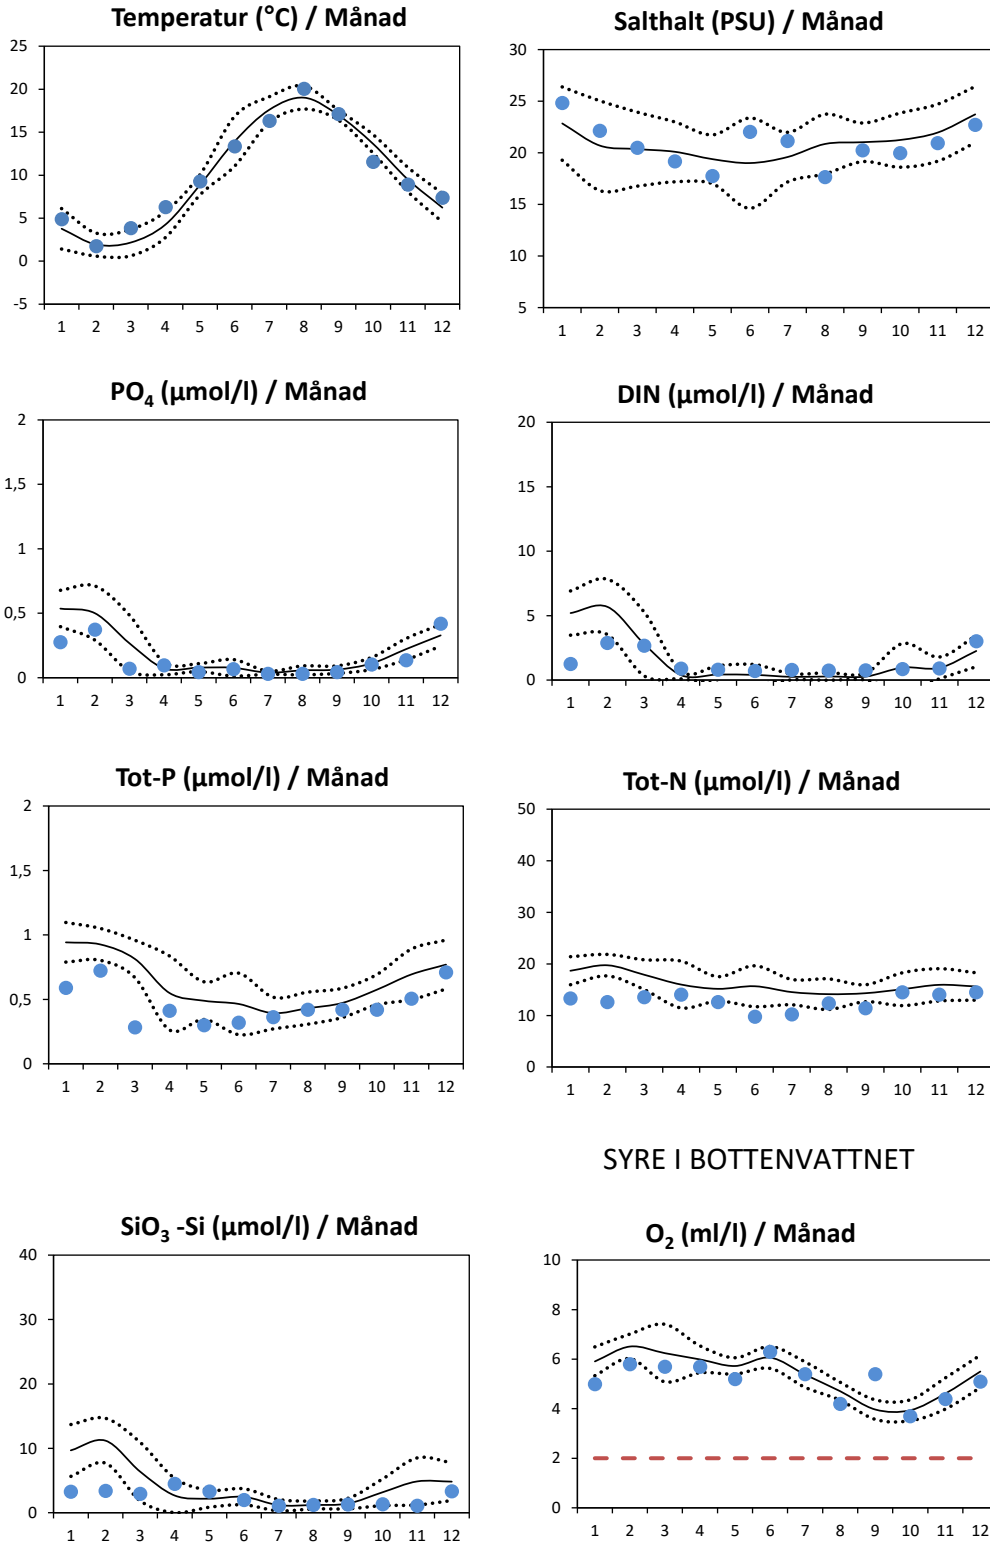 Temperatur (°C) / Månad
25
20
15
10
5
0
-5
1 2 3 4 5 6 7 8 9 10 11 12
Salthalt (PSU) / Månad
30
25
20
15
10
5
1 2 3 4 5 6 7 8 9 10 11 12
PO4 (µmol/l) / Månad
2
1,5
1
0,5
0
1 2 3 4 5 6 7 8 9 10 11 12
DIN (µmol/l) / Månad
20
15
10
5
0
1 2 3 4 5 6 7 8 9 10 11 12
Tot-P (µmol/l) / Månad
2
1,5
1
0,5
0
1 2 3 4 5 6 7 8 9 10 11 12
Tot-N (µmol/l) / Månad
50
40
30
20
10
0
1 2 3 4 5 6 7 8 9 10 11 12
SiO3 -Si (µmol/l) / Månad
40
30
20
10
0
1 2 3 4 5 6 7 8 9 10 11 12
SYRE I BOTTENVATTNET
O2 (ml/l) / Månad
10
8
6
4
2
0
1 2 3 4 5 6 7 8 9 10 11 12